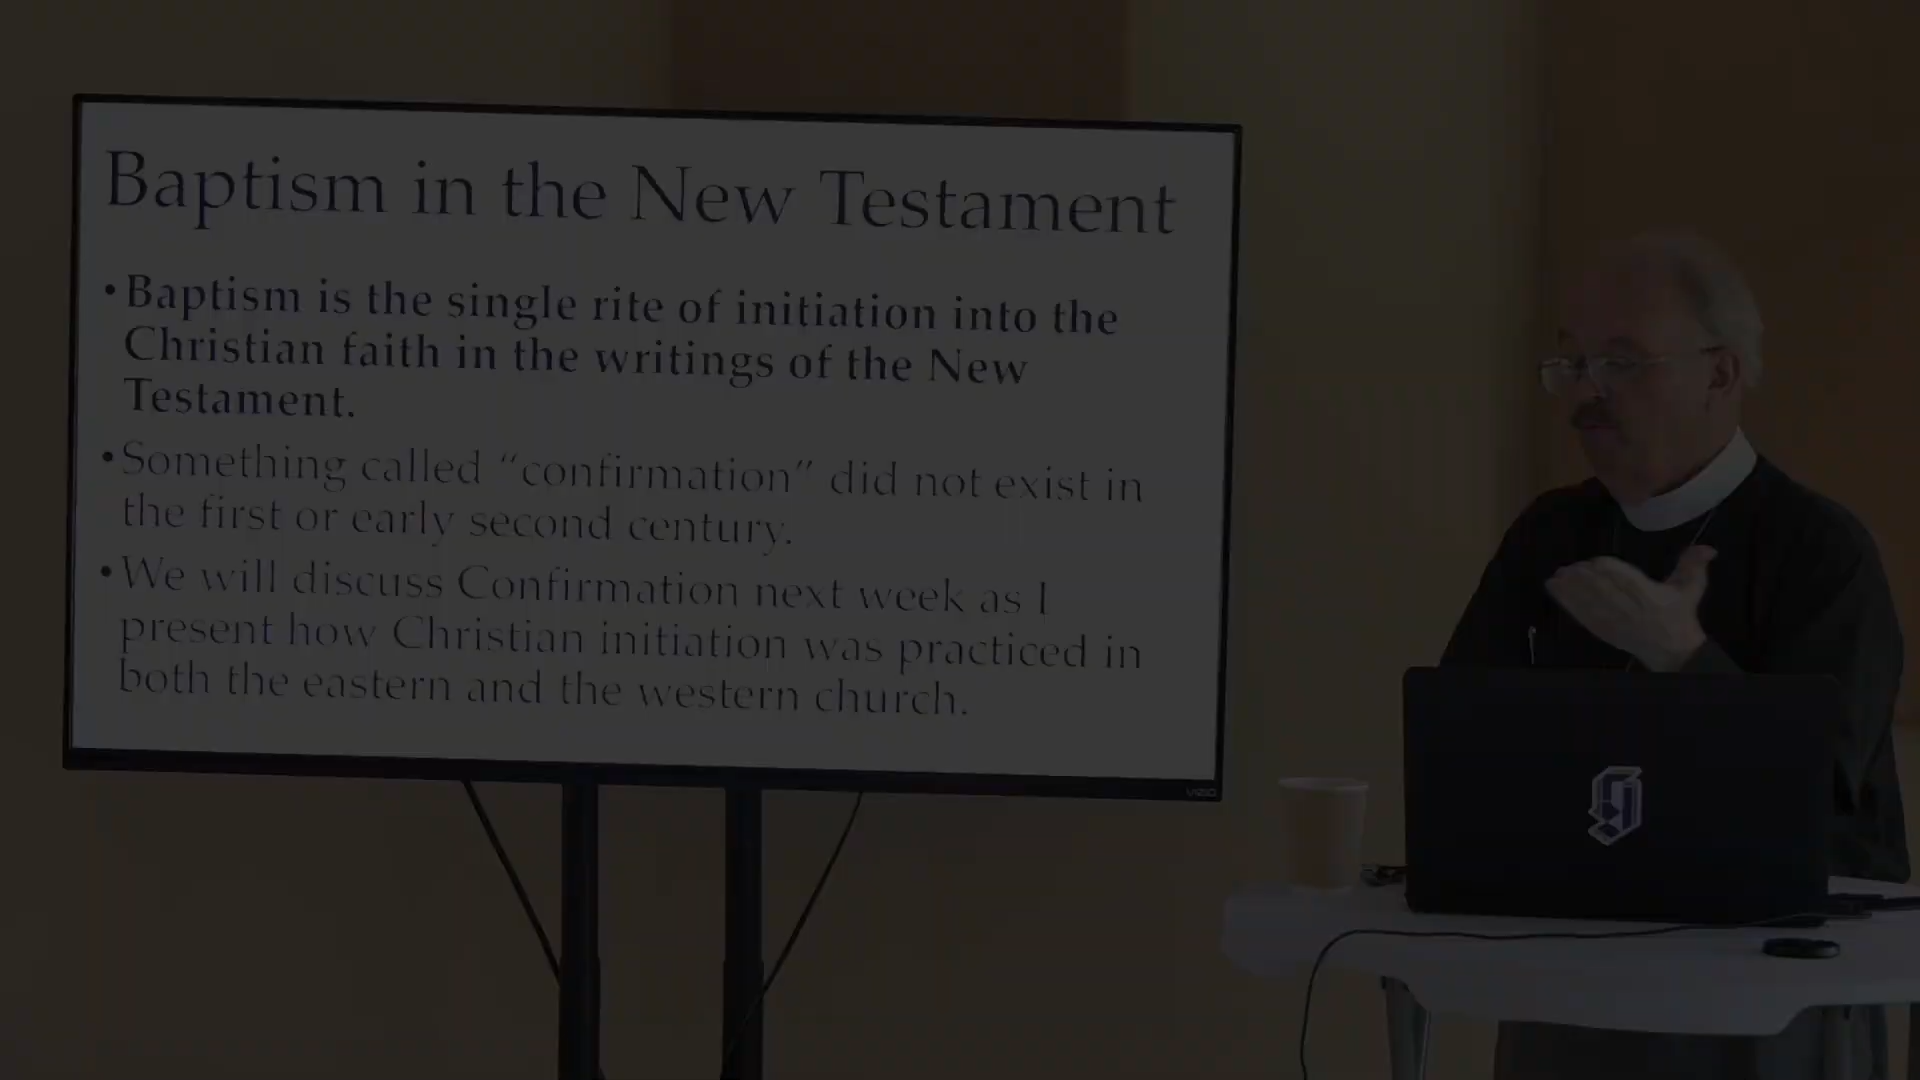 Baptism in the New Testament
• Baptism is the single rite of initiation into the
Christian faith in the writings of the New
Testament.
• Something called “confirmation” did not exist in
the first or early second century.
• We will discuss Confirmation next week as I
present how Christian initiation was practiced in
both the eastern and the western church.
VIZIO